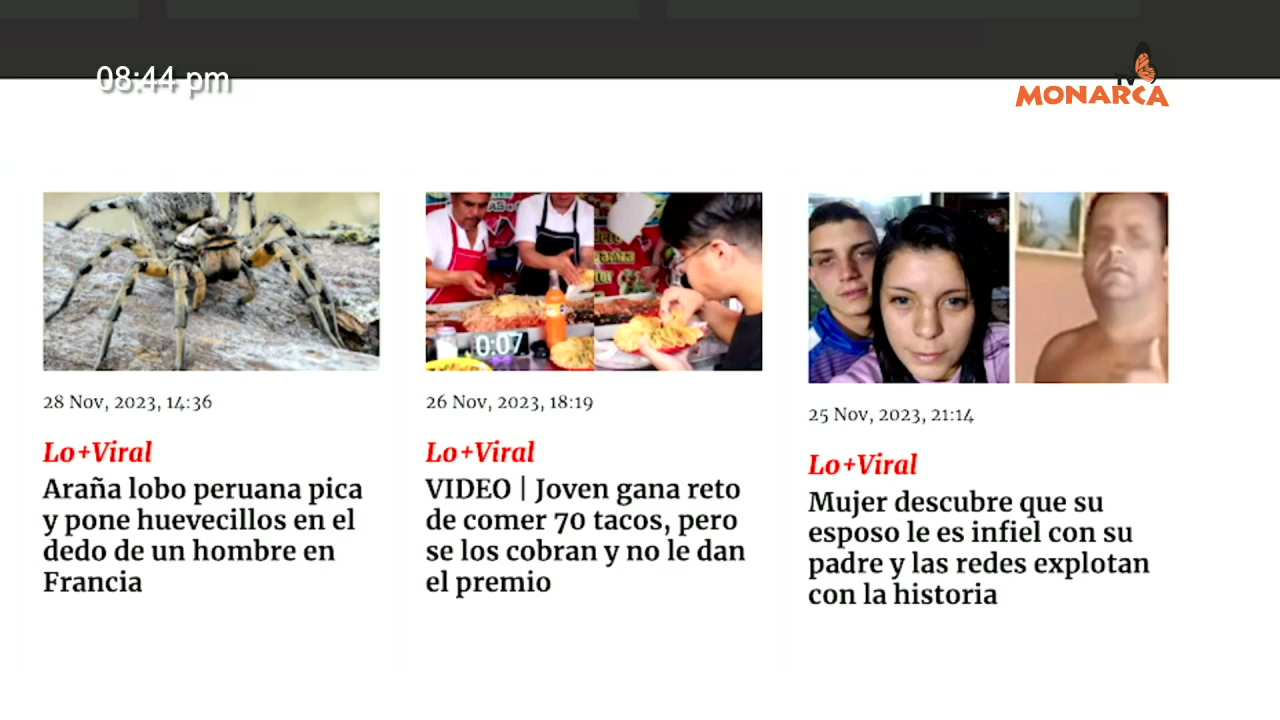 08:44 pm
TV
MONARCA
0:07
28 Nov, 2023, 14:36
Lo+Viral
Araña lobo peruana pica
y pone huevecillos en el
dedo de un hombre en
Francia
26 Nov, 2023, 18:19
Lo+Viral
VIDEO | Joven gana reto
de comer 70 tacos, pero
se los cobran y no le dan
el premio
25 Nov, 2023, 21:14
Lo+Viral
Mujer descubre que su
esposo le es infiel con su
padre y las redes explotan
con la historia